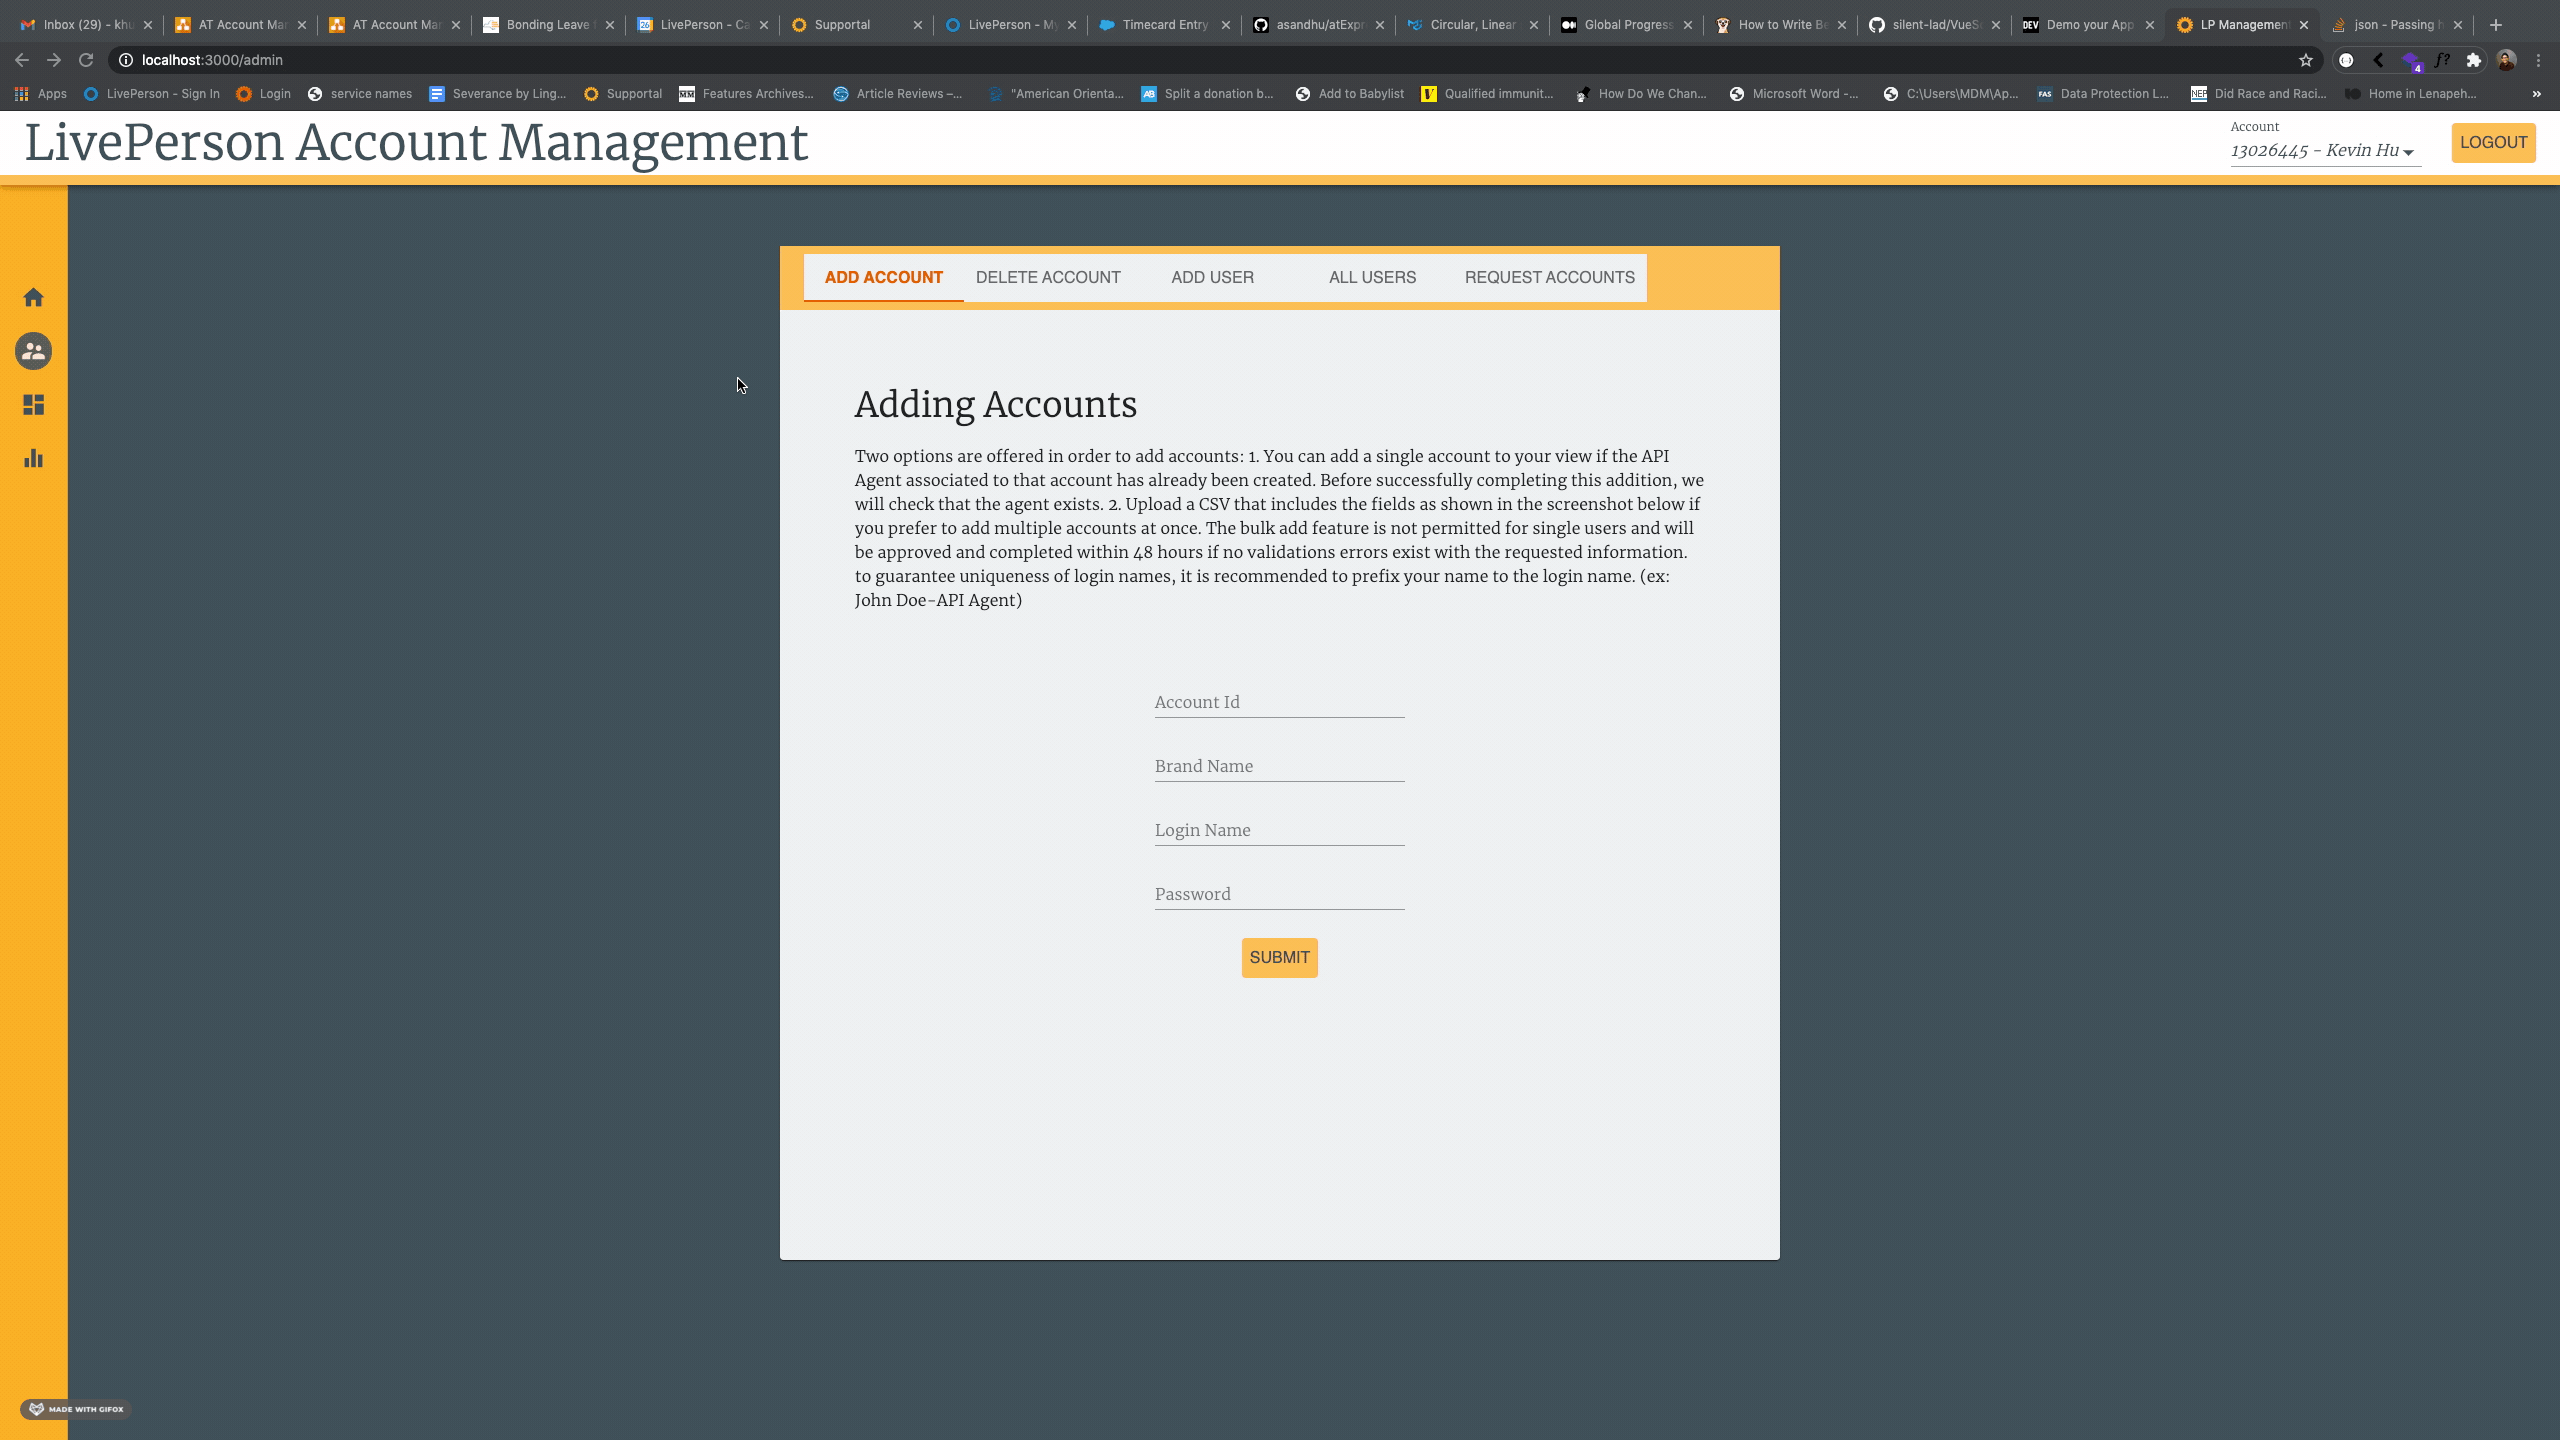 Inbox (29) - khu
AT Account Mar
AT Account Mar
Bonding Leave
LivePerson - Ca
Supportal
LivePerson - My
Timecard Entry
asandhu/atExpr
Circular, Linear
Global Progress
How to Write Be
silent-lad/VueS
DEV Demo your App
LP Management
json - Passing h
localhost:3000/admin
4
f?
Apps
LivePerson - Sign In
Login
service names
Severance by Ling...
Supportal
MM Features Archives...
Article Reviews –...
"American Orienta...
AB Split a donation b...
Add to Babylist
V Qualified immunit...
How Do We Chan...
Microsoft Word -...
C:\Users\MDM\Ap...
FAS Data Protection L...
NEP Did Race and Raci...
Home in Lenapeh...
»
LivePerson Account Management
Account
13026445 - Kevin Hu
LOGOUT
ADD ACCOUNT
DELETE ACCOUNT
ADD USER
ALL USERS
REQUEST ACCOUNTS
Adding Accounts
Two options are offered in order to add accounts: 1. You can add a single account to your view if the API
Agent associated to that account has already been created. Before successfully completing this addition, we
will check that the agent exists. 2. Upload a CSV that includes the fields as shown in the screenshot below if
you prefer to add multiple accounts at once. The bulk add feature is not permitted for single users and will
be approved and completed within 48 hours if no validations errors exist with the requested information.
to guarantee uniqueness of login names, it is recommended to prefix your name to the login name. (ex:
John Doe-API Agent)
Account Id
Brand Name
Login Name
Password
SUBMIT
MADE WITH GIFOX